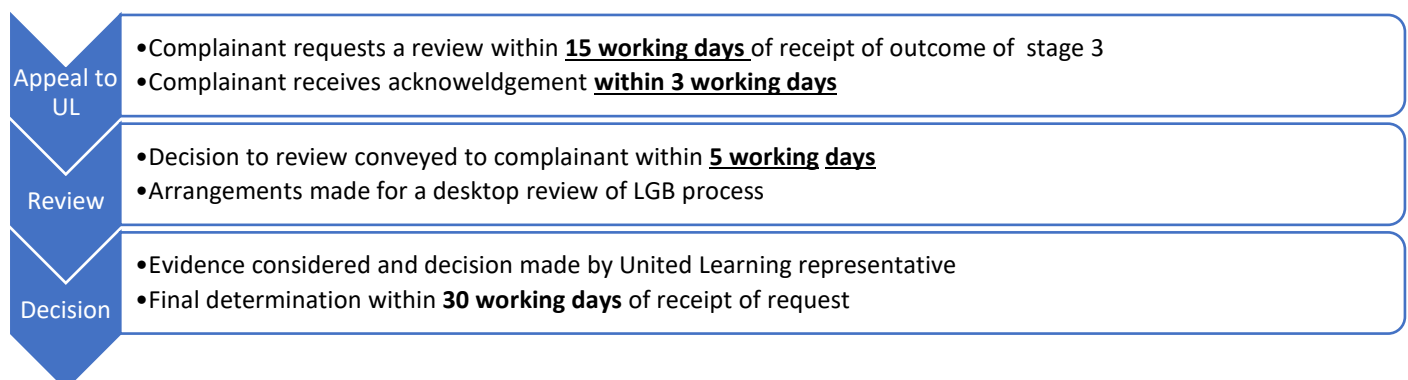 Appeal to
UL
•Complainant requests a review within 15 working days of receipt of outcome of stage 3
•Complainant receives acknoweldgement within 3 working days
Review
•Decision to review conveyed to complainant within 5 working days
•Arrangements made for a desktop review of LGB process
Decision
•Evidence considered and decision made by United Learning representative
•Final determination within 30 working days of receipt of request